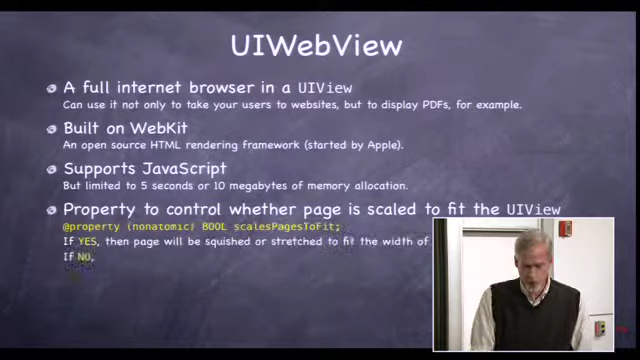 UIWebView
A full internet browser in a UIView
Can use it not only to take your users to websites, but to display PDFs, for example.
Built on WebKit
An open source HTML rendering framework (started by Apple).
Supports JavaScript
But limited to 5 seconds or 10 megabytes of memory allocation.
Property to control whether page is scaled to fit the UIView
@property (nonatomic) BOOL scalesPagesToFit;
If YES, then page will be squished or stretched to fit the width of
If NO,